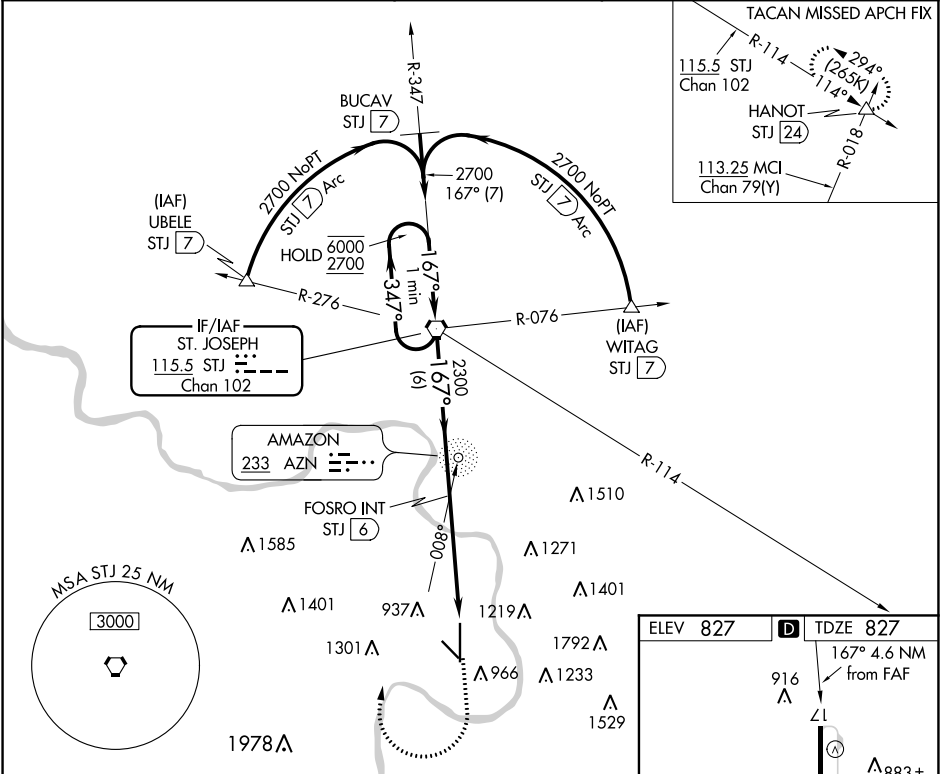 TACAN MISSED APCH FIX
R-114
114°
294°
(265K)
115.5 STJ
Chan 102
HANOT
STJ 24
R-018
113.25 MCI
Chan 79(Y)
R-347
BUCAV
STJ 7
2700 NoPT
STJ 7 Arc
2700
167° (7)
2700 NoPT
STJ 7 Arc
(IAF)
UBELE
STJ 7
HOLD 6000
2700
347°
1 min
167°
R-276
R-076
(IAF)
WITAG
STJ 7
IF/IAF
ST. JOSEPH
115.5 STJ
Chan 102
2300
167°
(6)
AMAZON
233 AZN
R-114
FOSRO INT
STJ 6
008°
1510
1585
1271
MSA STJ 25 NM
3000
1401
937
1219
1401
1301
1792
966
1233
1529
1978
ELEV 827 D TDZE 827
167° 4.6 NM
from FAF
916
17
883±